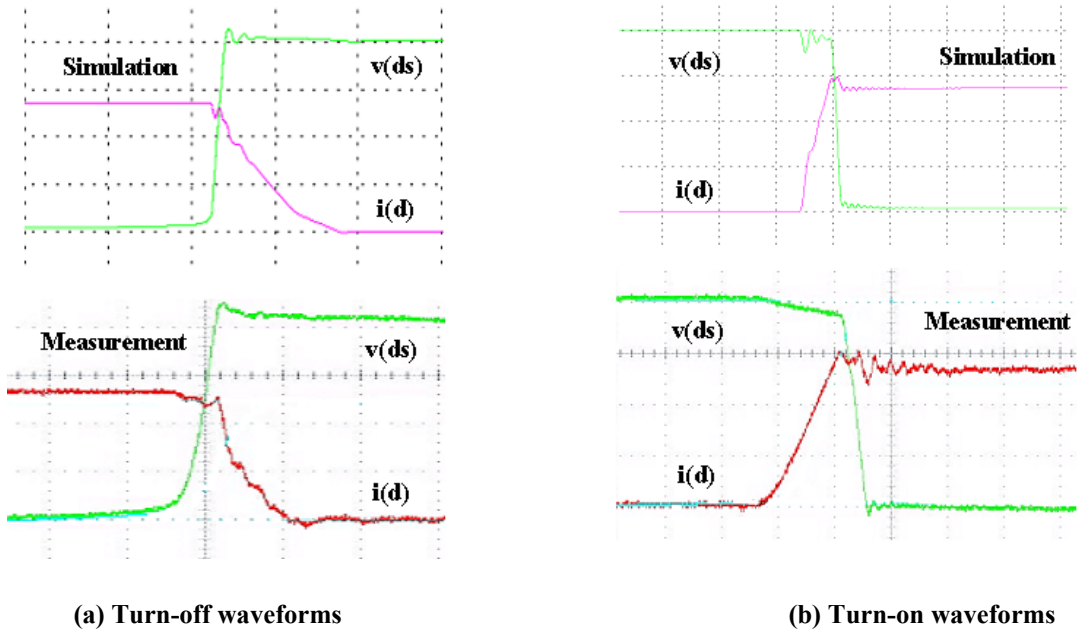 Simulation
v(ds)
i(d)
v(ds)
Simulation
i(d)
Measurement
v(ds)
i(d)
v(ds)
Measurement
i(d)
(a) Turn-off waveforms
(b) Turn-on waveforms